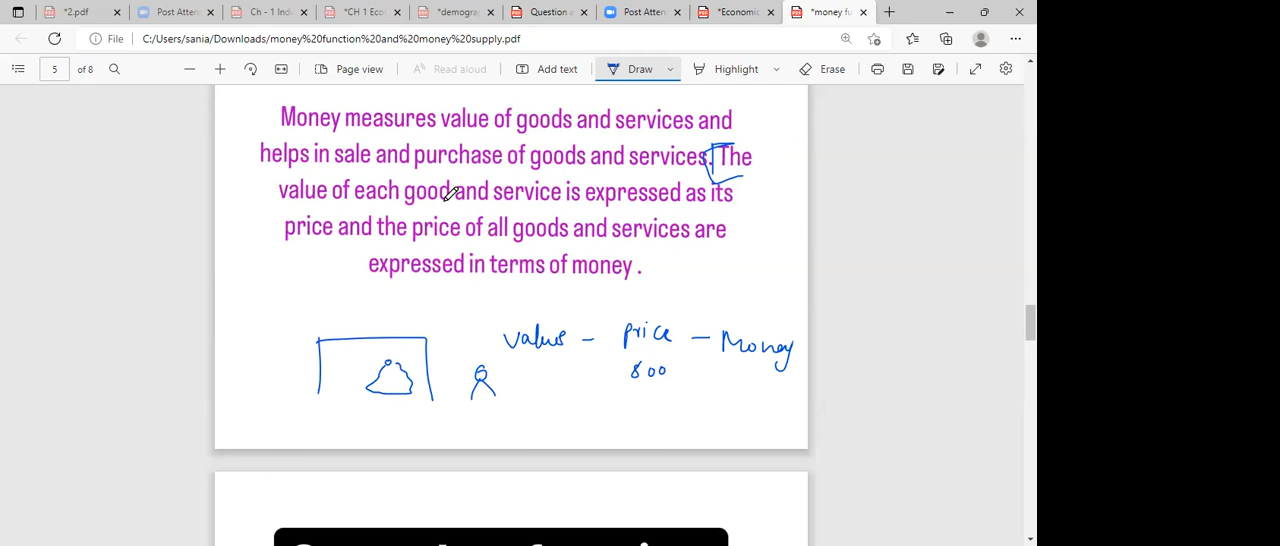 *2.pdf
Post Atten
Ch - 1 Ind
*CH 1 Eco
*demogra
Question a
Post Atten
*Economic
*money fu
File
C:/Users/sania/Downloads/money%20function%20and%20money%20supply.pdf
5 of 8
Page view
Read aloud
Add text
Draw
Highlight
Erase
Money measures value of goods and services and
helps in sale and purchase of goods and services. The
value of each good and service is expressed as its
price and the price of all goods and services are
expressed in terms of money .
value - price - Money
800